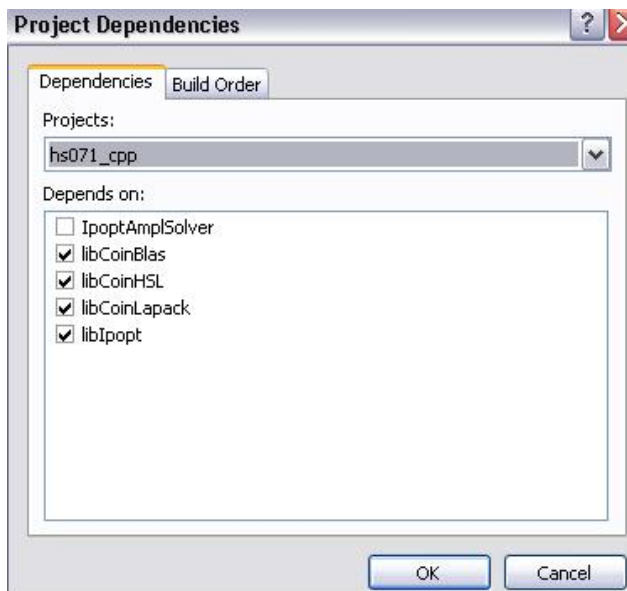 Project Dependencies
Dependencies
Build Order
Projects:
hs071_cpp
Depends on:
IpoptAmplSolver
libCoinBlas
libCoinHSL
libCoinLapack
libIpopt
OK
Cancel